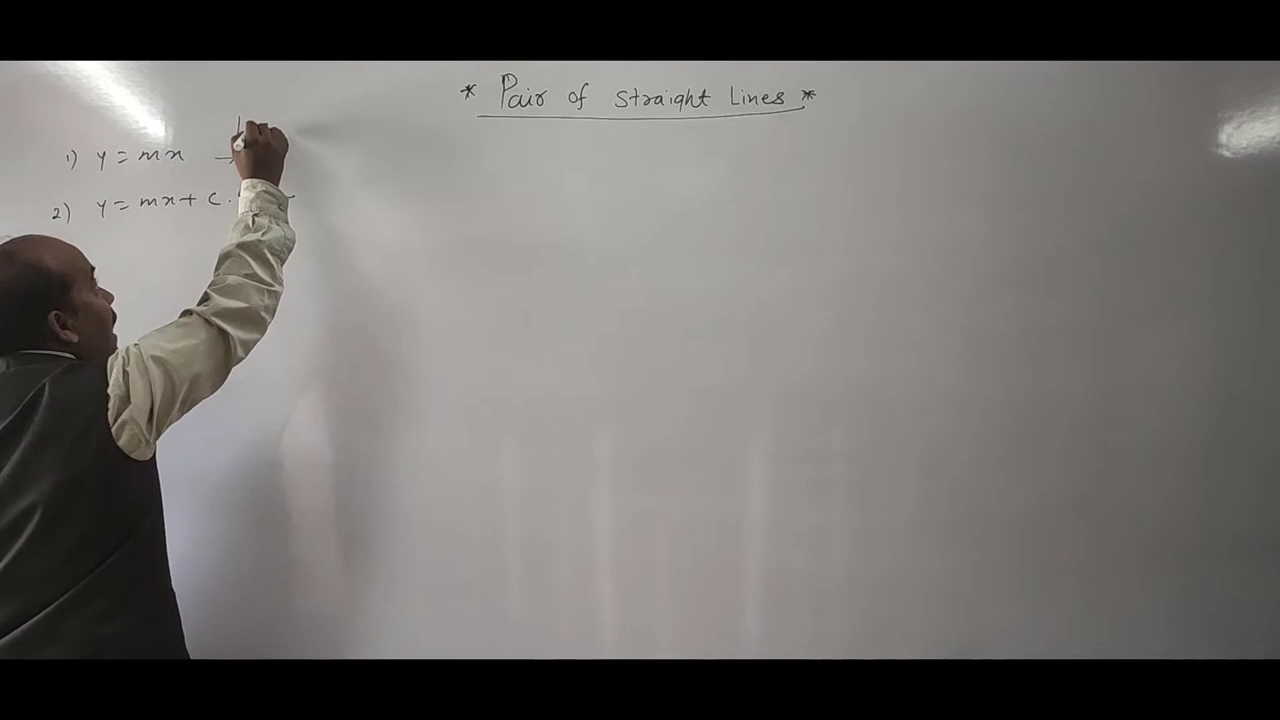 * Pair of Straight Lines *
1) y = mx →
2) y = mx + c .